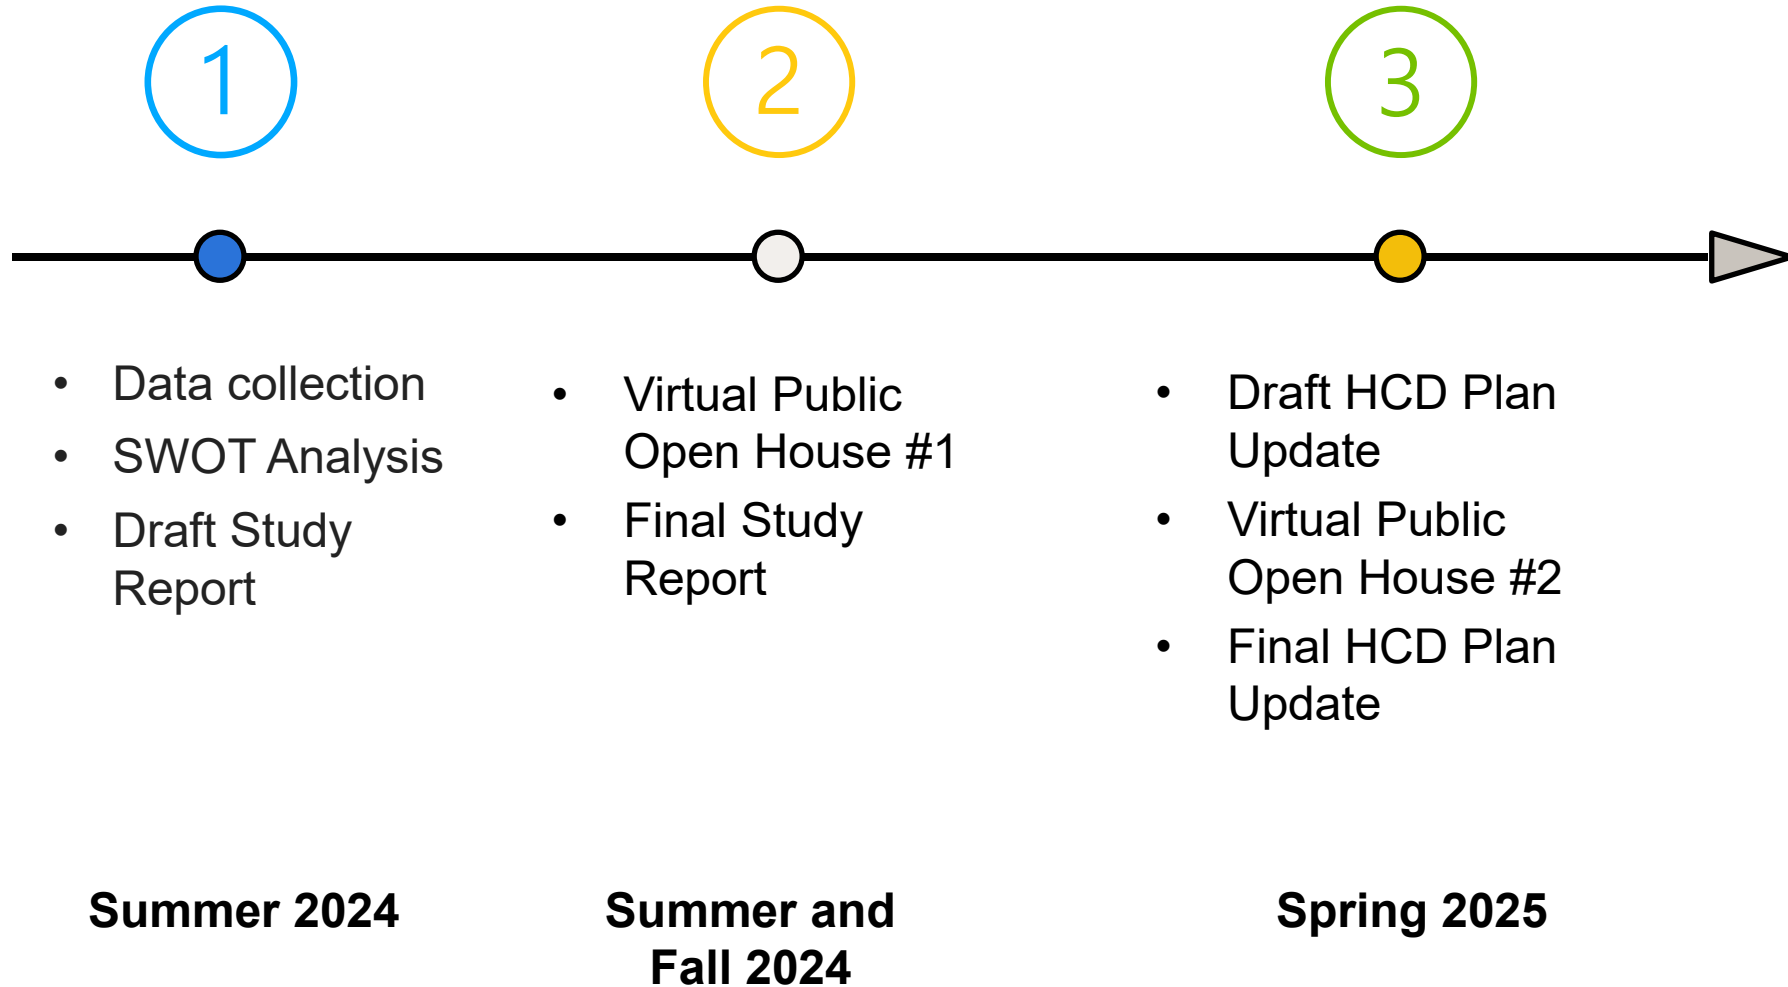 1
2
3
• Data collection
• SWOT Analysis
• Draft Study
Report
• Virtual Public
Open House #1
• Final Study
Report
• Draft HCD Plan
Update
• Virtual Public
Open House #2
• Final HCD Plan
Update
Summer 2024
Summer and
Fall 2024
Spring 2025